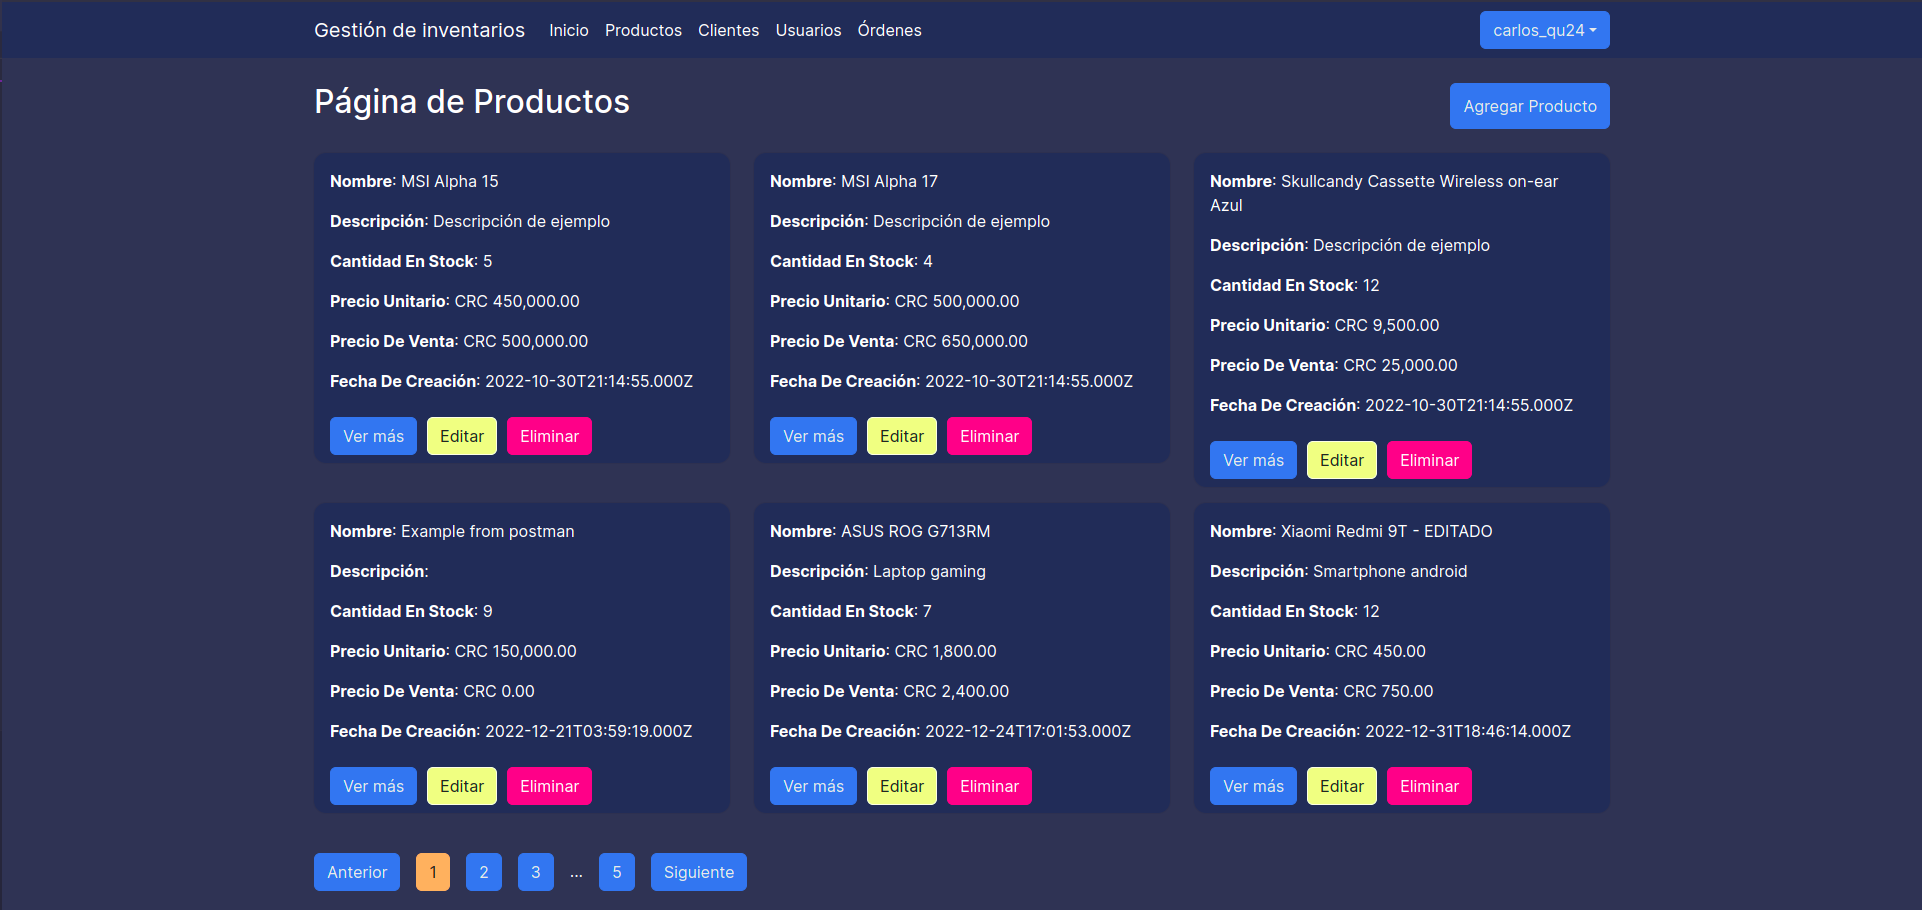 Gestión de inventarios Inicio Productos Clientes Usuarios Órdenes carlos_qu24
Página de Productos
Agregar Producto
Nombre: MSI Alpha 15
Descripción: Descripción de ejemplo
Cantidad En Stock: 5
Precio Unitario: CRC 450,000.00
Precio De Venta: CRC 500,000.00
Fecha De Creación: 2022-10-30T21:14:55.000Z
Ver más Editar Eliminar
Nombre: MSI Alpha 17
Descripción: Descripción de ejemplo
Cantidad En Stock: 4
Precio Unitario: CRC 500,000.00
Precio De Venta: CRC 650,000.00
Fecha De Creación: 2022-10-30T21:14:55.000Z
Ver más Editar Eliminar
Nombre: Skullcandy Cassette Wireless on-ear
Azul
Descripción: Descripción de ejemplo
Cantidad En Stock: 12
Precio Unitario: CRC 9,500.00
Precio De Venta: CRC 25,000.00
Fecha De Creación: 2022-10-30T21:14:55.000Z
Ver más Editar Eliminar
Nombre: Example from postman
Descripción:
Cantidad En Stock: 9
Precio Unitario: CRC 150,000.00
Precio De Venta: CRC 0.00
Fecha De Creación: 2022-12-21T03:59:19.000Z
Ver más Editar Eliminar
Nombre: ASUS ROG G713RM
Descripción: Laptop gaming
Cantidad En Stock: 7
Precio Unitario: CRC 1,800.00
Precio De Venta: CRC 2,400.00
Fecha De Creación: 2022-12-24T17:01:53.000Z
Ver más Editar Eliminar
Nombre: Xiaomi Redmi 9T - EDITADO
Descripción: Smartphone android
Cantidad En Stock: 12
Precio Unitario: CRC 450.00
Precio De Venta: CRC 750.00
Fecha De Creación: 2022-12-31T18:46:14.000Z
Ver más Editar Eliminar
Anterior 1 2 3 ... 5 Siguiente